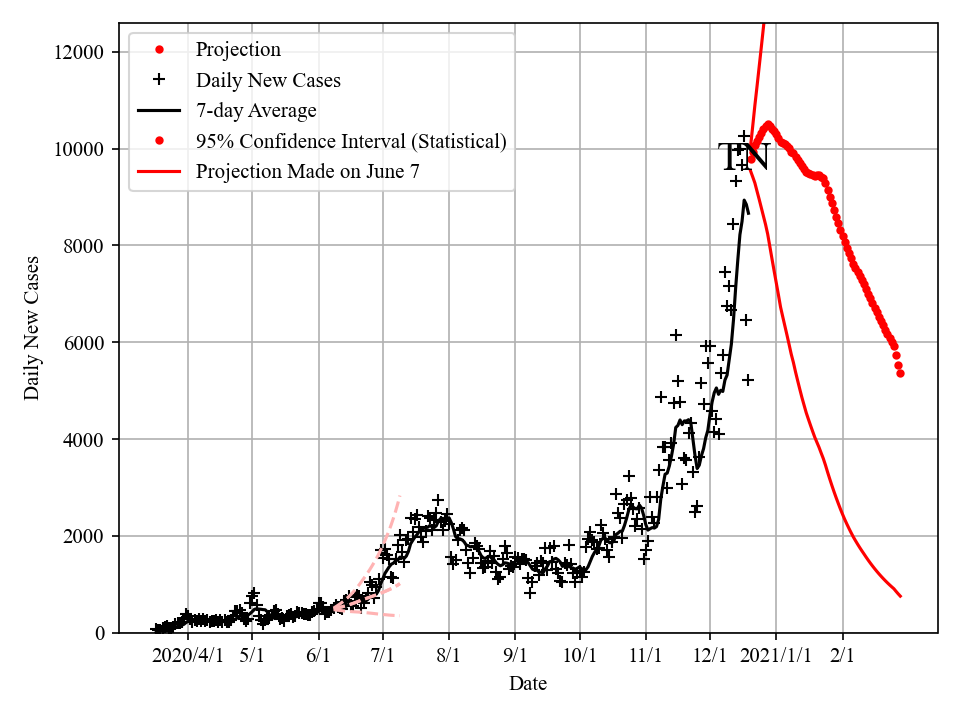 12000
10000
8000
6000
4000
2000
0
Daily New Cases
Projection
Daily New Cases
7-day Average
95% Confidence Interval (Statistical)
Projection Made on June 7
TN
2020/4/1 5/1 6/1 7/1 8/1 9/1 10/1 11/1 12/1 2021/1/1 2/1
Date